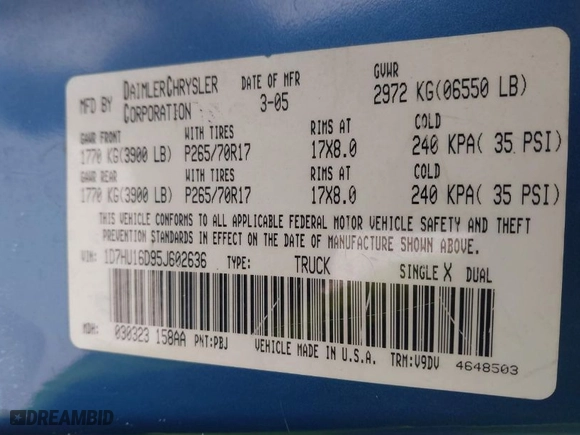 MFD BY DAIMLERCHRYSLER CORPORATION DATE OF MFR 3-05 GVWR 2972 KG(06550 LB)
GAWR FRONT WITH TIRES RIMS AT COLD
1770 KG(3900 LB) P265/70R17 17X8.0 240 KPA( 35 PSI)
GAWR REAR WITH TIRES RIMS AT COLD
1770 KG(3900 LB) P265/70R17 17X8.0 240 KPA( 35 PSI)
THIS VEHICLE CONFORMS TO ALL APPLICABLE FEDERAL MOTOR VEHICLE SAFETY AND THEFT
PREVENTION STANDARDS IN EFFECT ON THE DATE OF MANUFACTURE SHOWN ABOVE.
VIN: 1D7HU16D95J602636 TYPE: TRUCK SINGLE X DUAL
MDH: 030323 158AA PNT:PBJ VEHICLE MADE IN U.S.A. TRM:V9DV 4648503
DREAMBID